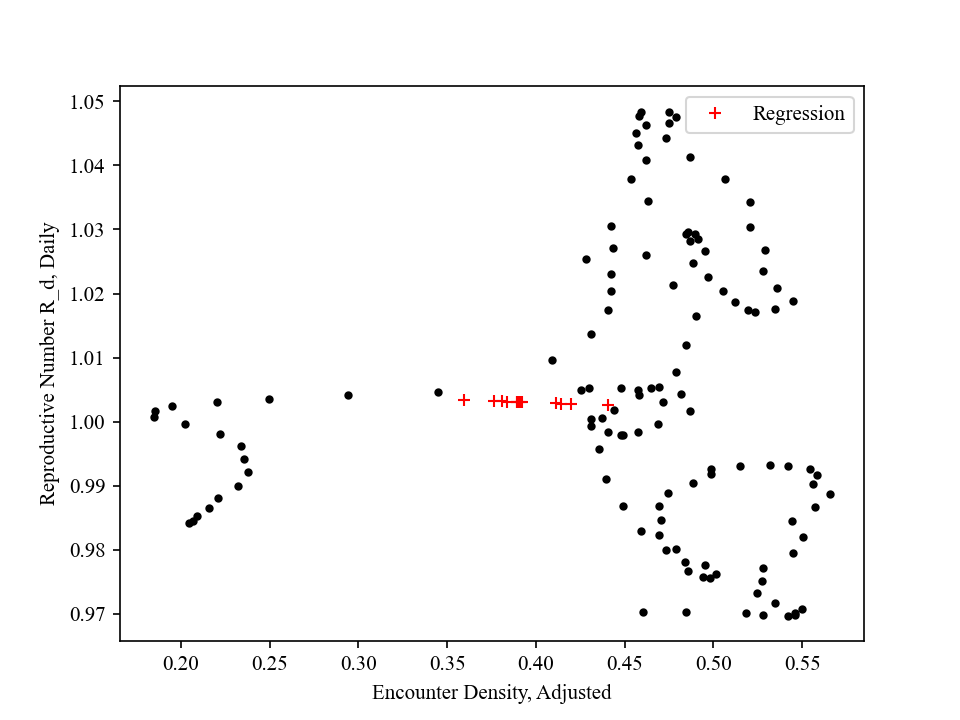 1.05
1.04
1.03
1.02
1.01
1.00
0.99
0.98
0.97
Reproductive Number R_d, Daily
Regression
0.20 0.25 0.30 0.35 0.40 0.45 0.50 0.55
Encounter Density, Adjusted